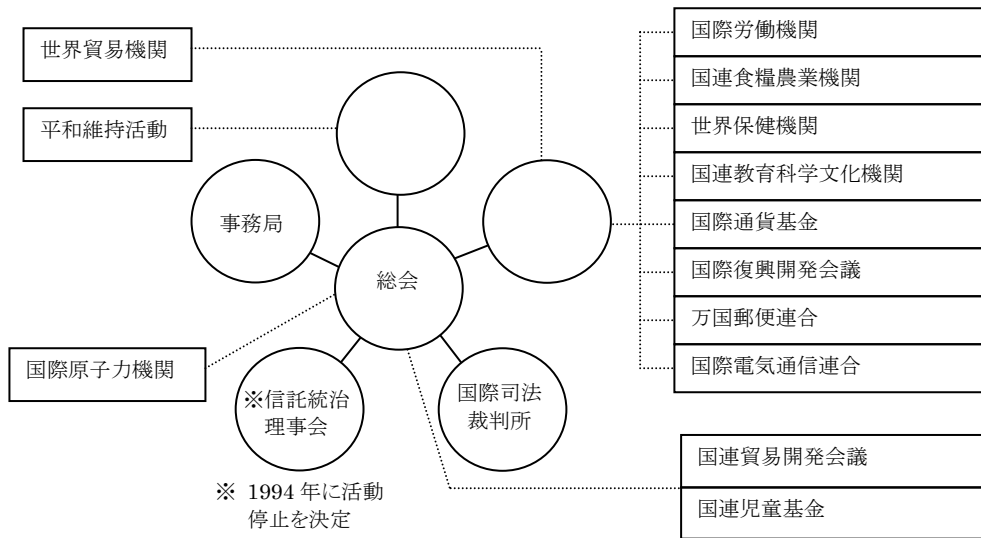 世界貿易機関
平和維持活動
事務局
総会
国際原子力機関
※信託統治
理事会
国際司法
裁判所
※ 1994年に活動
停止を決定
国際労働機関
国連食糧農業機関
世界保健機関
国連教育科学文化機関
国際通貨基金
国際復興開発会議
万国郵便連合
国際電気通信連合
国連貿易開発会議
国連児童基金